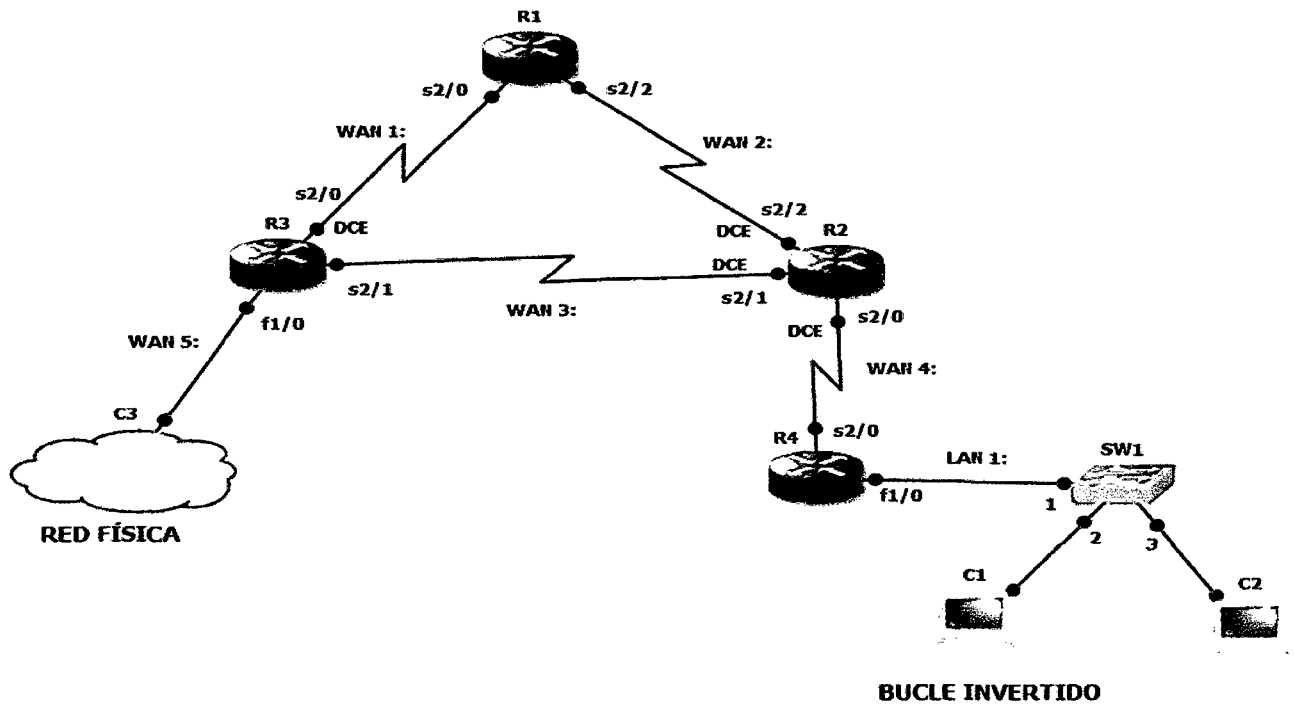 R1
s2/0
s2/2
WAN 1:
WAN 2:
s2/0
s2/2
R3
DCE
DCE
R2
DCE
s2/1
s2/1
WAN 3:
f1/0
s2/0
DCE
WAN 5:
WAN 4:
C3
R4
s2/0
LAN 1:
SW1
f1/0
1
2
3
RED FÍSICA
C1
C2
BUCLE INVERTIDO